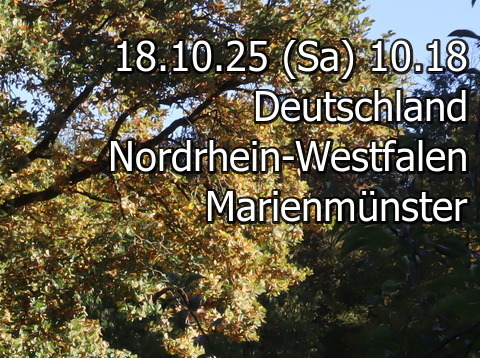 18.10.25 (Sa) 10.18
Deutschland
Nordrhein-Westfalen
Marienmünster